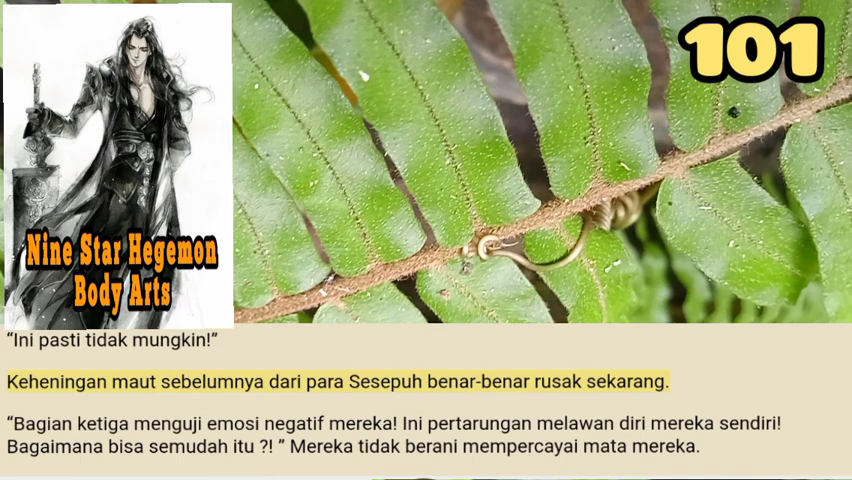 101
Nine Star Hegemon
Body Arts
“Ini pasti tidak mungkin!”
Keheningan maut sebelumnya dari para Sesepuh benar-benar rusak sekarang.
“Bagian ketiga menguji emosi negatif mereka! Ini pertarungan melawan diri mereka sendiri!
Bagaimana bisa semudah itu ?! ” Mereka tidak berani mempercayai mata mereka.